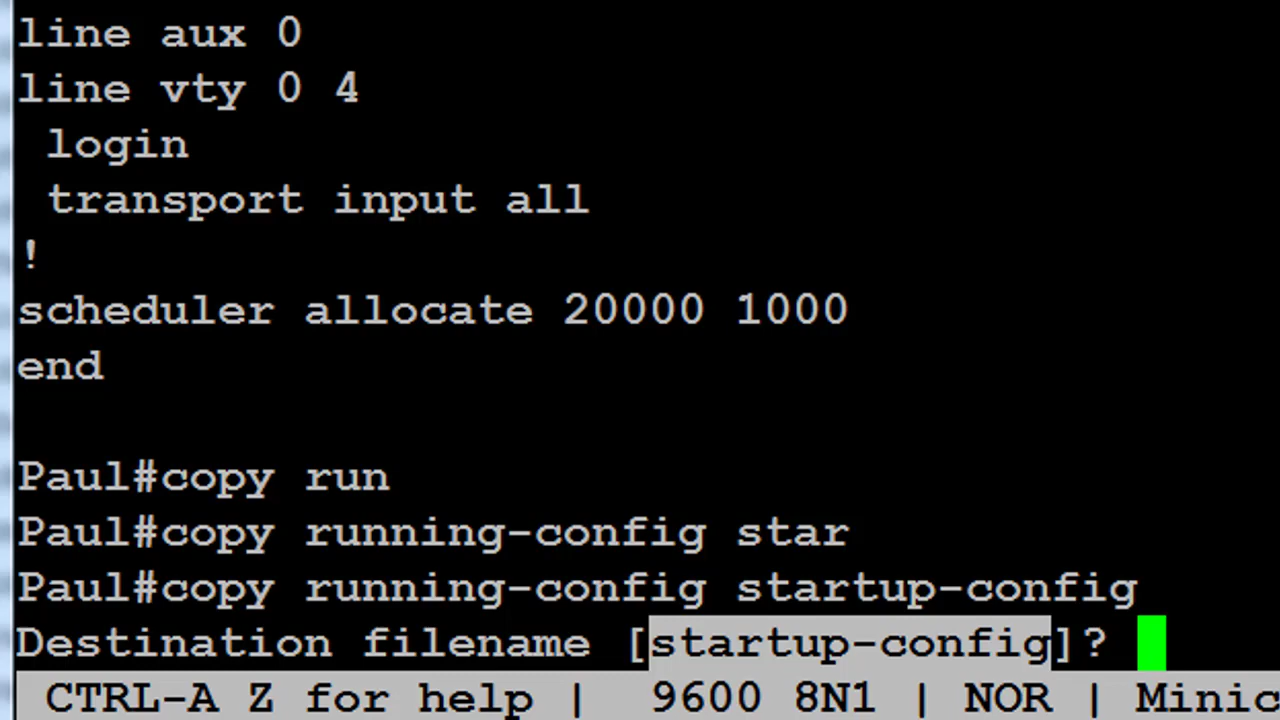 line aux 0
line vty 0 4
login
transport input all
!
scheduler allocate 20000 1000
end
Paul#copy run
Paul#copy running-config star
Paul#copy running-config startup-config
Destination filename [startup-config]?
CTRL-A Z for help | 9600 8N1 | NOR | Minic